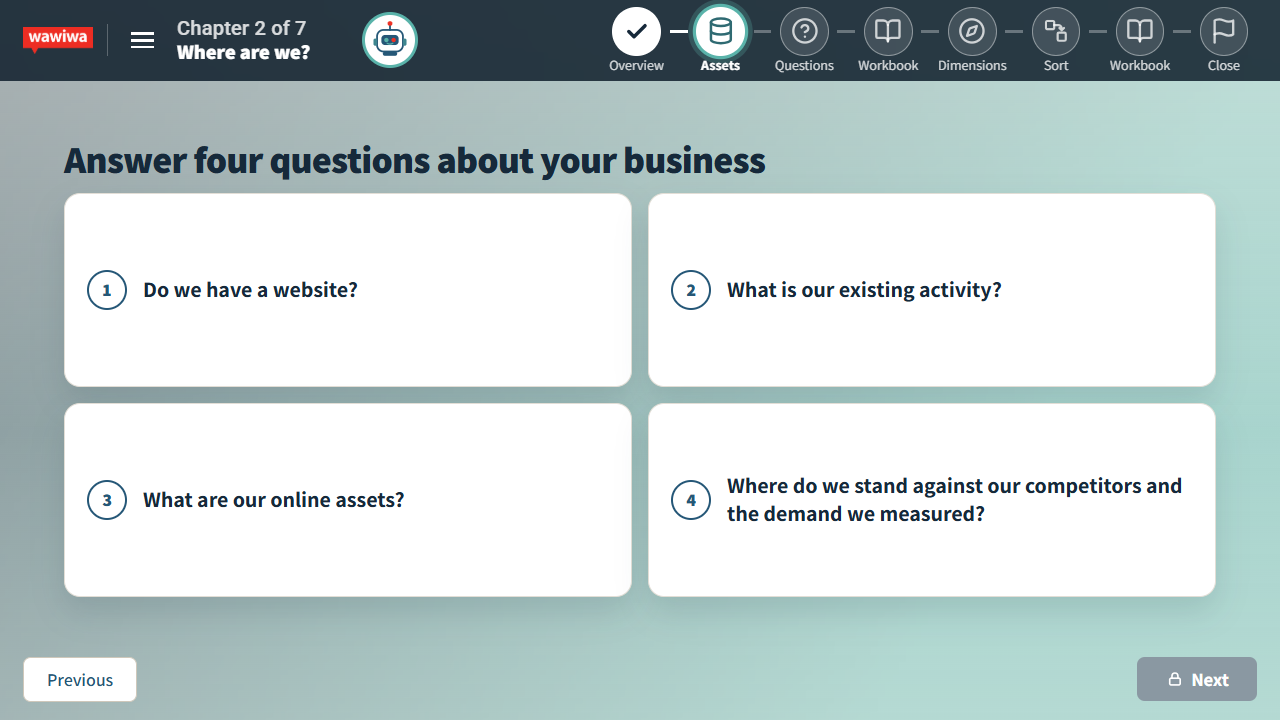 wawiwa
Chapter 2 of 7
Where are we?
Overview
Assets
Questions
Workbook
Dimensions
Sort
Workbook
Close
Answer four questions about your business
1
Do we have a website?
2
What is our existing activity?
3
What are our online assets?
4
Where do we stand against our competitors and
the demand we measured?
Previous
Next